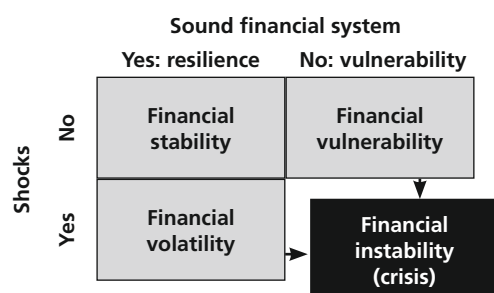 Sound financial system
Yes: resilience
No: vulnerability
Shocks
No
Financial
stability
Financial
vulnerability
Yes
Financial
volatility
Financial
instability
(crisis)